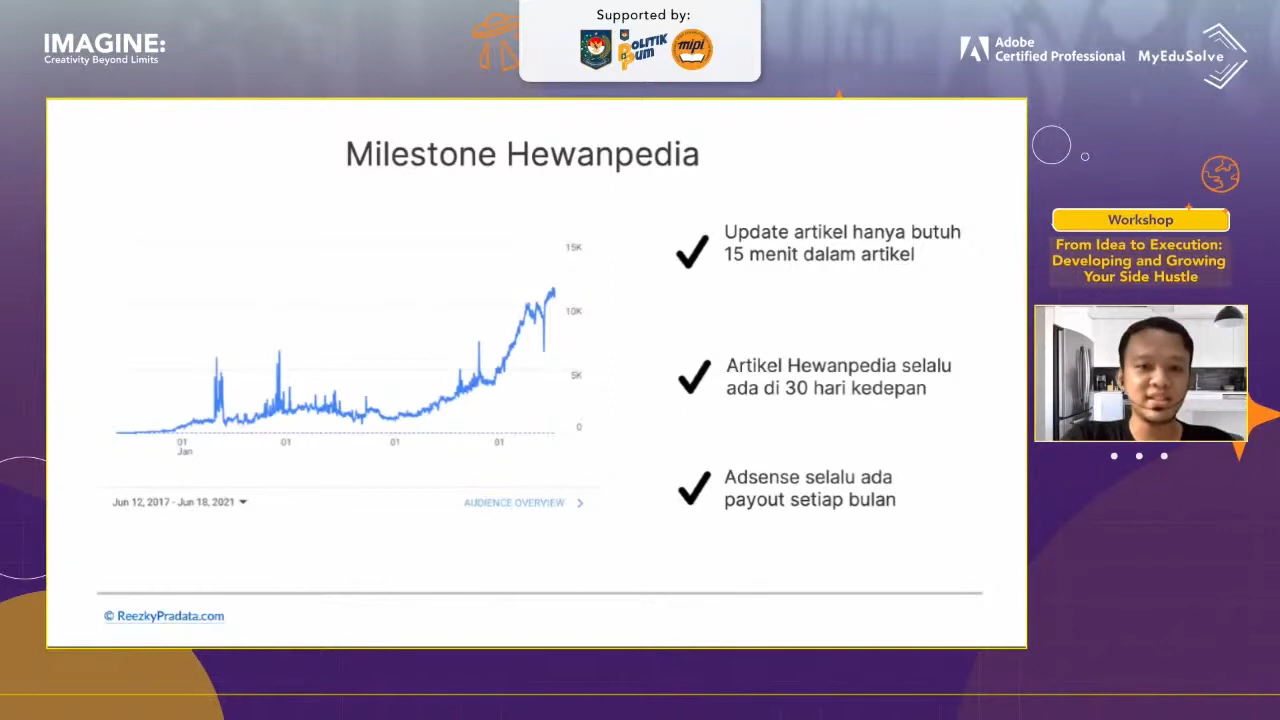 IMAGINE:
Creativity Beyond Limits
Supported by:
POLITIK
PUM
mipi
Adobe
Certified Professional
MyEduSolve
Milestone Hewanpedia
15K
10K
5K
0
01
Jan
01
01
01
Jun 12, 2017 - Jun 18, 2021
AUDIENCE OVERVIEW
Update artikel hanya butuh
15 menit dalam artikel
Artikel Hewanpedia selalu
ada di 30 hari kedepan
Adsense selalu ada
payout setiap bulan
© ReezkyPradata.com
Workshop
From Idea to Execution:
Developing and Growing
Your Side Hustle